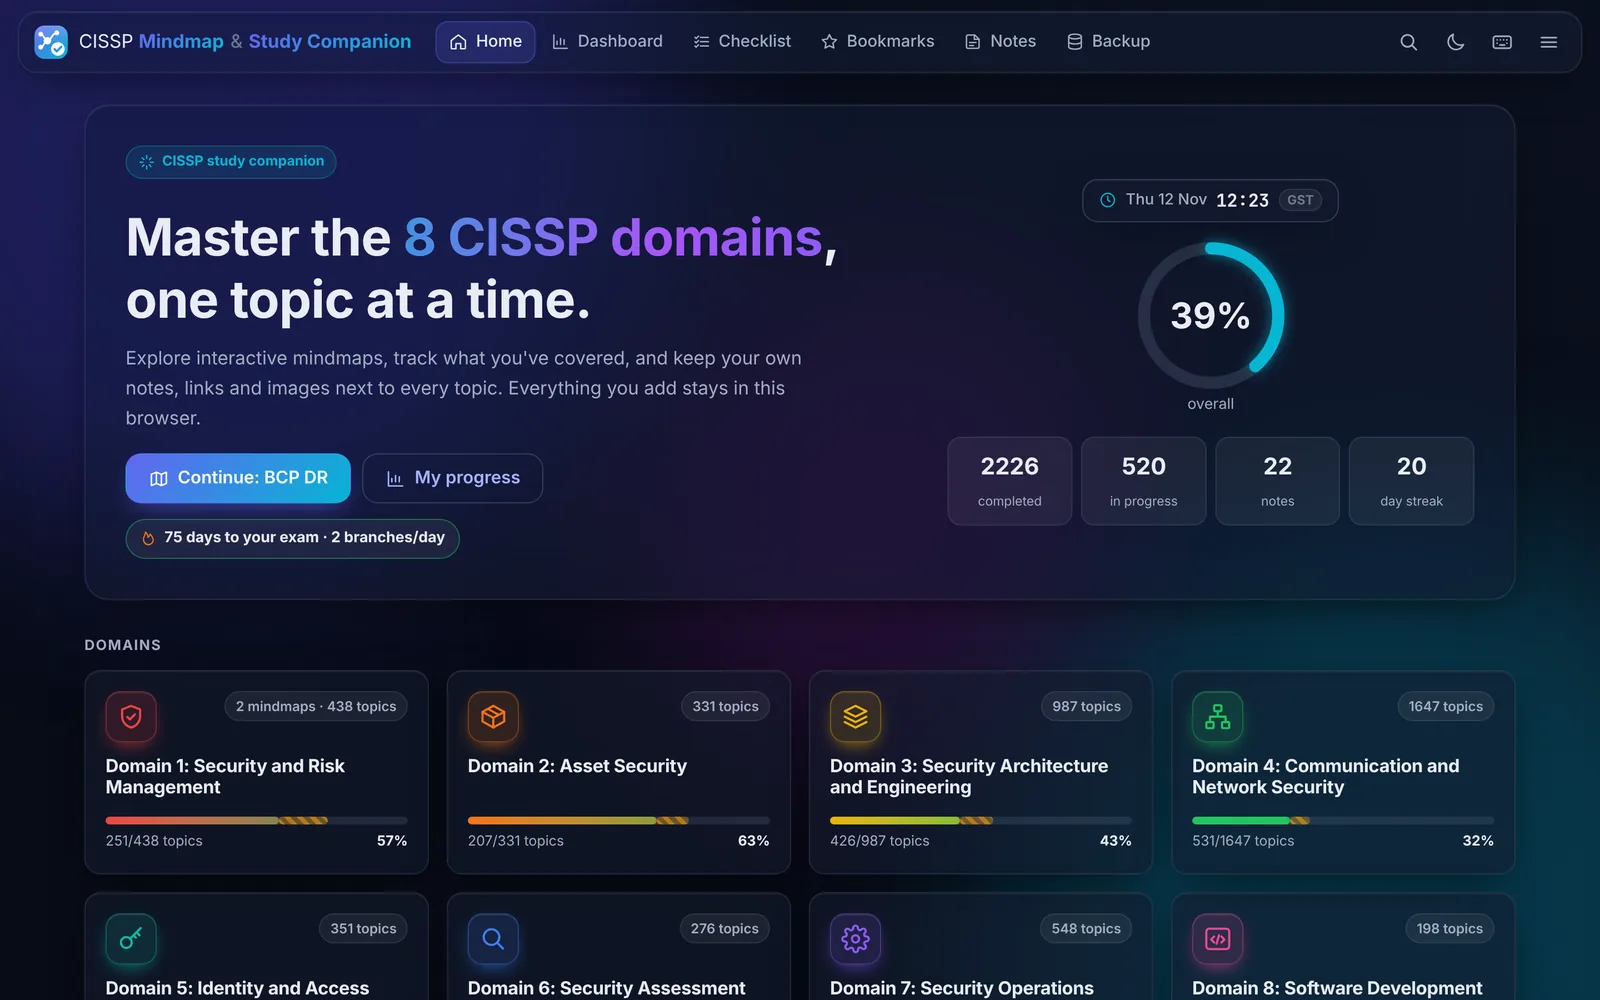 CISSP Mindmap & Study Companion
Home
Dashboard
Checklist
Bookmarks
Notes
Backup
CISSP study companion
Master the 8 CISSP domains,
one topic at a time.
Explore interactive mindmaps, track what you've covered, and keep your own
notes, links and images next to every topic. Everything you add stays in this
browser.
Continue: BCP DR
My progress
75 days to your exam · 2 branches/day
Thu 12 Nov 12:23 GST
39%
overall
2226
completed
520
in progress
22
notes
20
day streak
DOMAINS
2 mindmaps · 438 topics
Domain 1: Security and Risk
Management
251/438 topics
57%
331 topics
Domain 2: Asset Security
207/331 topics
63%
987 topics
Domain 3: Security Architecture
and Engineering
426/987 topics
43%
1647 topics
Domain 4: Communication and
Network Security
531/1647 topics
32%
351 topics
Domain 5: Identity and Access
276 topics
Domain 6: Security Assessment
548 topics
Domain 7: Security Operations
198 topics
Domain 8: Software Development